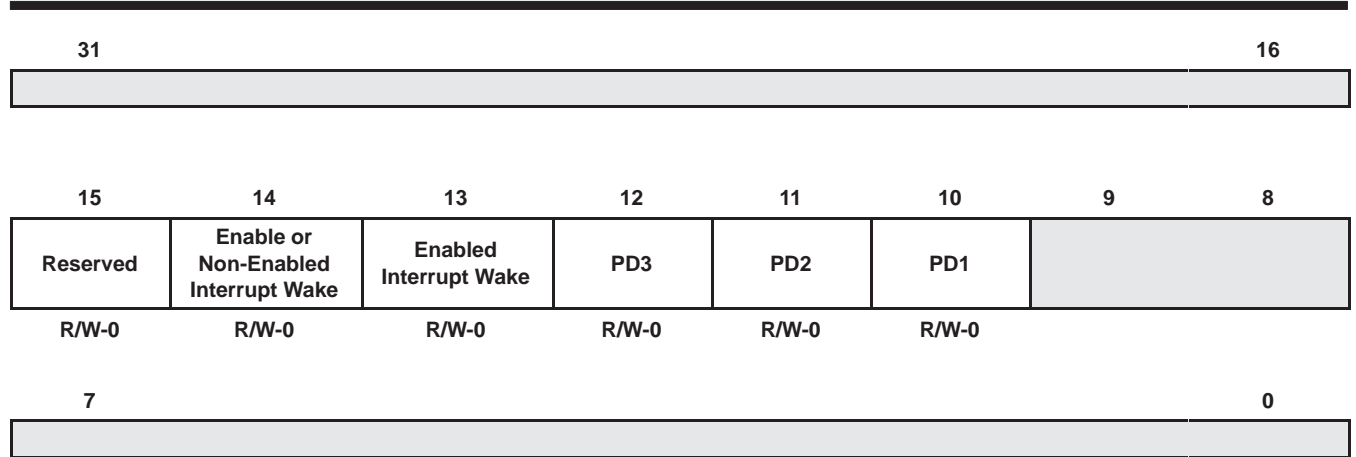 31 16
15 14 13 12 11 10 9 8
Reserved
Enable or
Non-Enabled
Interrupt Wake
Enabled
Interrupt Wake
PD3
PD2
PD1
R/W-0 R/W-0 R/W-0 R/W-0 R/W-0 R/W-0
7 0